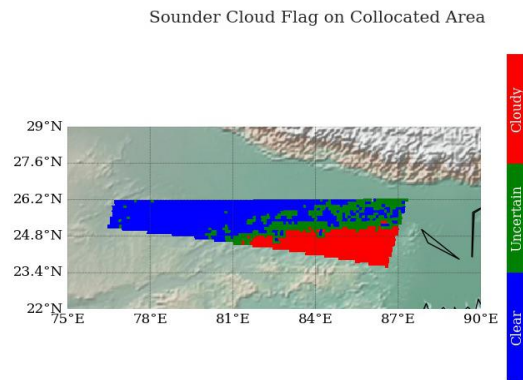 Sounder Cloud Flag on Collocated Area
29°N
27.6°N
26.2°N
24.8°N
23.4°N
22°N
75°E
78°E
81°E
84°E
87°E
90°E
Cloudy
Uncertain
Clear